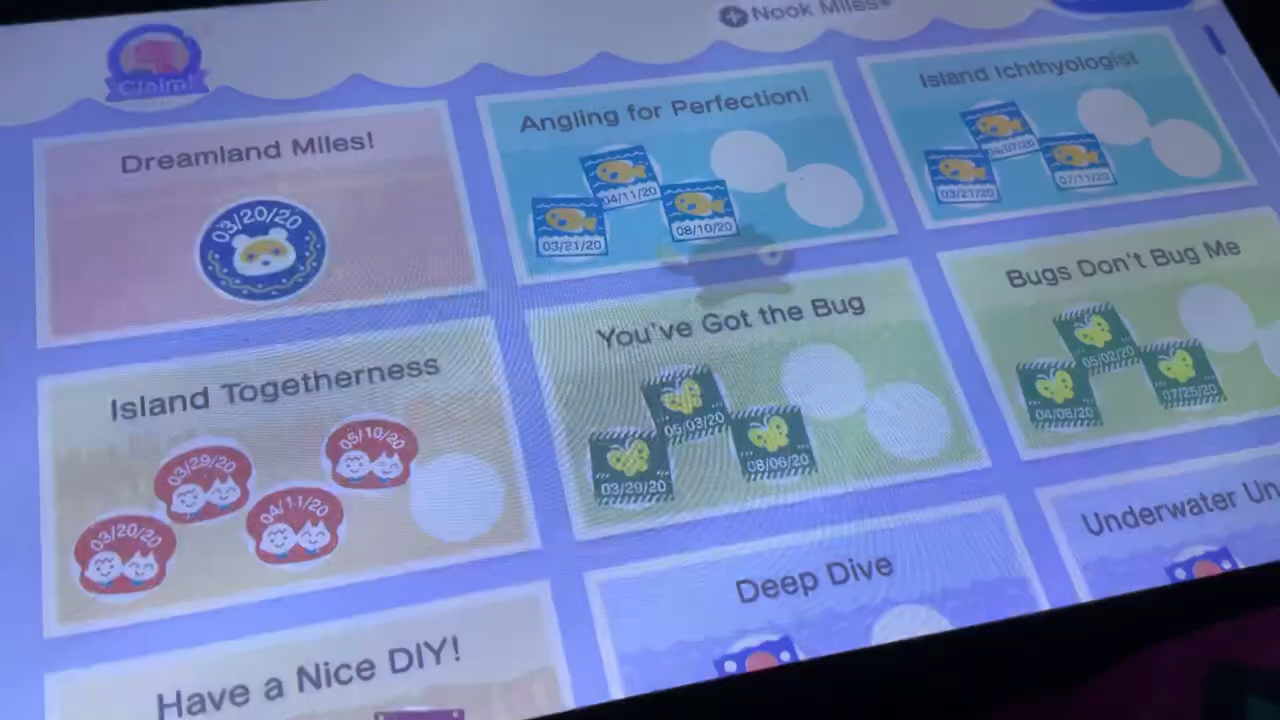 Nook Miles+
Claim!
Dreamland Miles!
03/20/20
Angling for Perfection!
03/21/20
04/11/20
08/10/20
Island Ichthyologist
03/21/20
04/07/20
07/11/20
Island Togetherness
03/20/20
03/29/20
04/11/20
05/10/20
You've Got the Bug
03/29/20
05/03/20
08/06/20
Bugs Don't Bug Me
05/02/20
07/25/20
Have a Nice DIY!
Deep Dive
Underwater Un